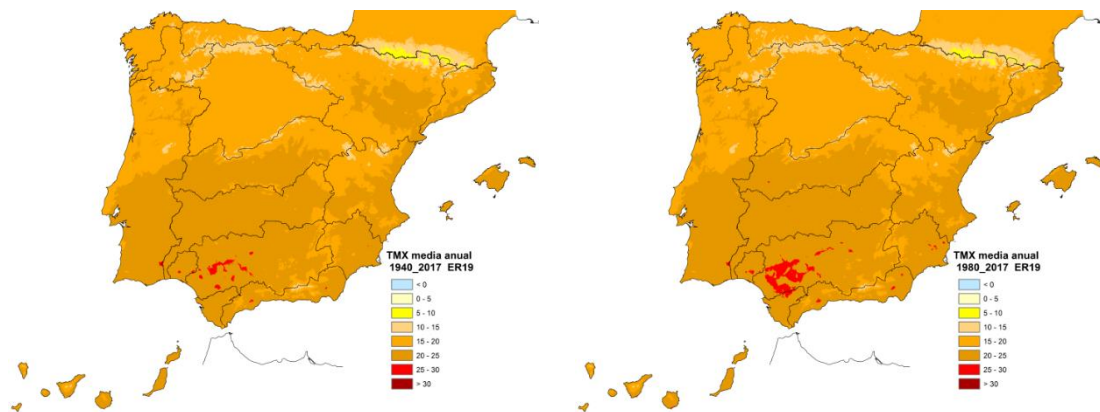 TMX media anual
1940_2017 ER19
< 0
0 - 5
5 - 10
10 - 15
15 - 20
20 - 25
25 - 30
> 30
TMX media anual
1980_2017 ER19
< 0
0 - 5
5 - 10
10 - 15
15 - 20
20 - 25
25 - 30
> 30